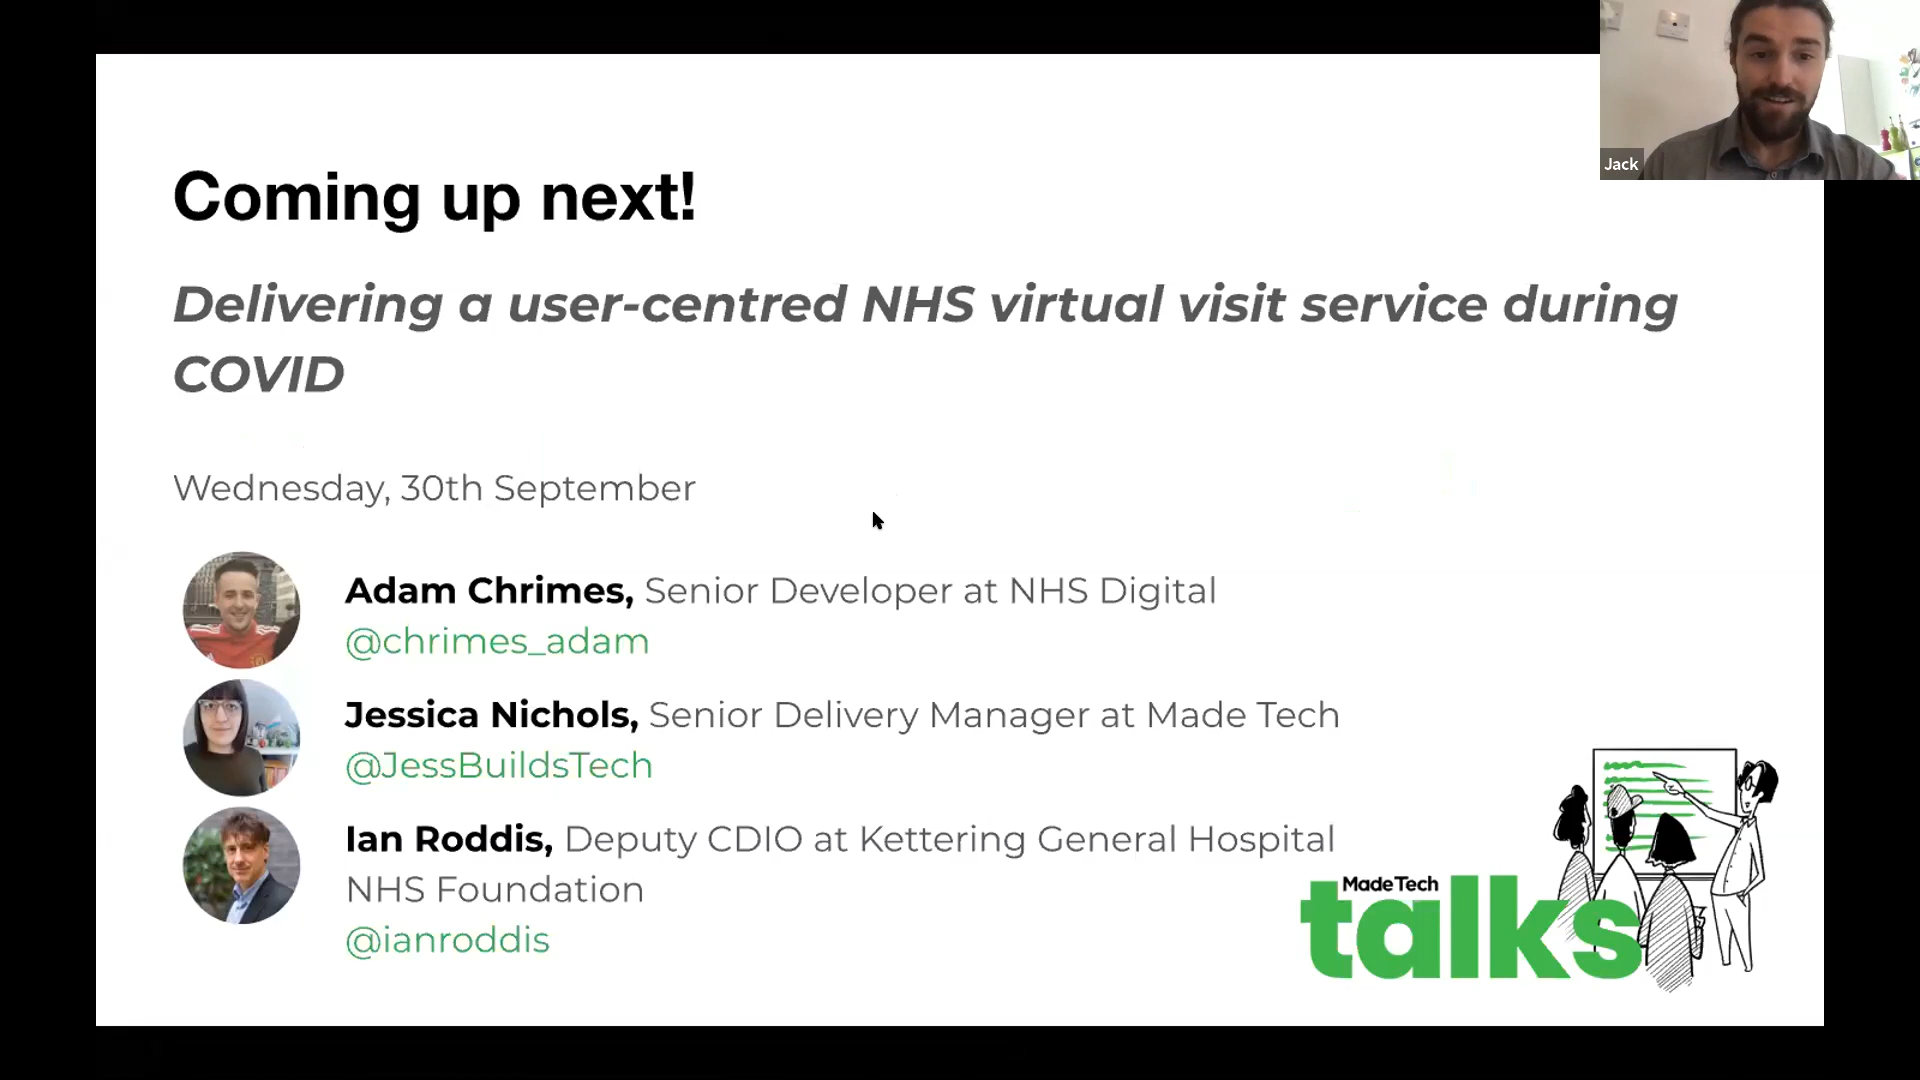 Jack
Coming up next!
Delivering a user-centred NHS virtual visit service during
COVID
Wednesday, 30th September
Adam Chrimes, Senior Developer at NHS Digital
@chrimes_adam
Jessica Nichols, Senior Delivery Manager at Made Tech
@JessBuildsTech
Ian Roddis, Deputy CDIO at Kettering General Hospital
NHS Foundation
@ianroddis
Made Tech
talks